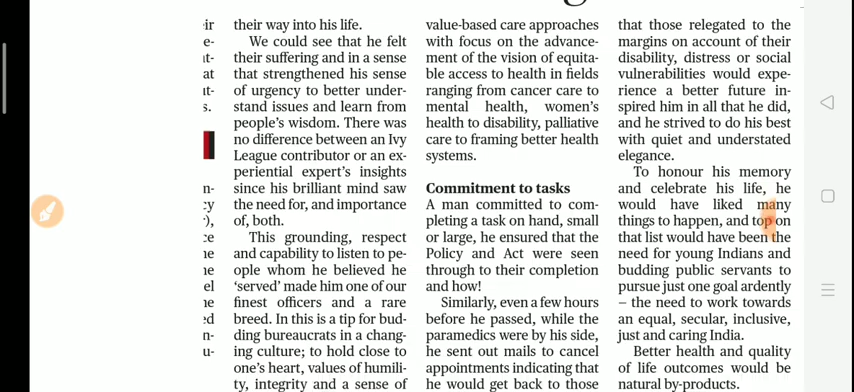 their way into his life.
We could see that he felt
their suffering and in a sense
that strengthened his sense
of urgency to better under-
stand issues and learn from
people's wisdom. There was
no difference between an Ivy
League contributor or an ex-
periential expert's insights
since his brilliant mind saw
the need for, and importance
of, both.
This grounding, respect
and capability to listen to pe-
ople whom he believed he
‘served’ made him one of our
finest officers and a rare
breed. In this is a tip for bud-
ding bureaucrats in a chang-
ing culture; to hold close to
one's heart, values of humili-
ty, integrity and a sense of
value-based care approaches
with focus on the advance-
ment of the vision of equita-
ble access to health in fields
ranging from cancer care to
mental health, women's
health to disability, palliative
care to framing better health
systems.
Commitment to tasks
A man committed to com-
pleting a task on hand, small
or large, he ensured that the
Policy and Act were seen
through to their completion
and how!
Similarly, even a few hours
before he passed, while the
paramedics were by his side,
he sent out mails to cancel
appointments indicating that
he would get back to those
that those relegated to the
margins on account of their
disability, distress or social
vulnerabilities would expe-
rience a better future in-
spired him in all that he did,
and he strived to do his best
with quiet and understated
elegance.
To honour his memory
and celebrate his life, he
would have liked many
things to happen, and top on
that list would have been the
need for young Indians and
budding public servants to
pursue just one goal ardently
– the need to work towards
an equal, secular, inclusive,
just and caring India.
Better health and quality
of life outcomes would be
natural by-products.